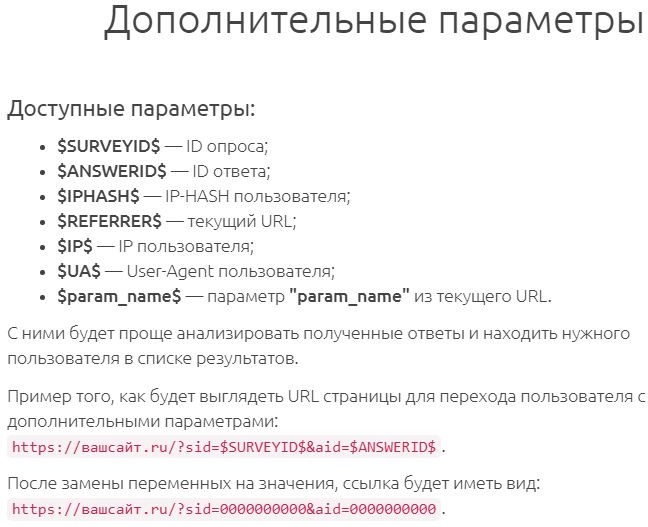 Дополнительные параметры
Доступные параметры:
• $SURVEYID$ — ID опроса;
• $ANSWERID$ — ID ответа;
• $IPHASH$ — IP-HASH пользователя;
• $REFERRER$ — текущий URL;
• $IP$ — IP пользователя;
• $UA$ — User-Agent пользователя;
• $param_name$ — параметр "param_name" из текущего URL.
С ними будет проще анализировать полученные ответы и находить нужного
пользователя в списке результатов.
Пример того, как будет выглядеть URL страницы для перехода пользователя с
дополнительными параметрами:
https://вашсайт.ru/?sid=$SURVEYID$&aid=$ANSWERID$ .
После замены переменных на значения, ссылка будет иметь вид:
https://вашсайт.ru/?sid=0000000000&aid=0000000000 .